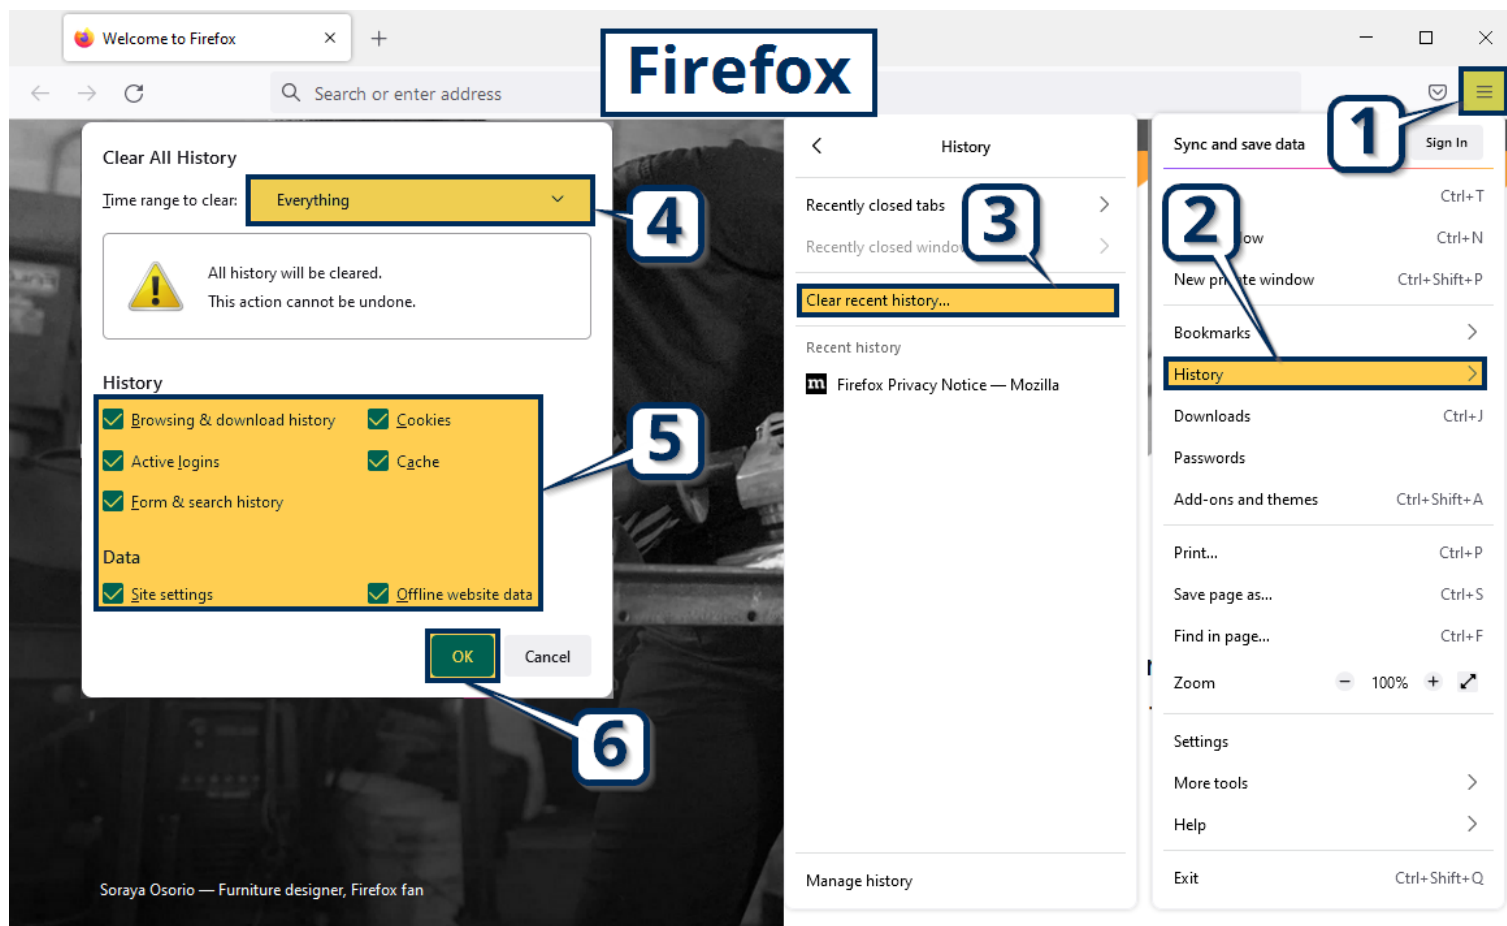 Welcome to Firefox
Firefox
Search or enter address
1
Clear All History
Time range to clear:
Everything
4
All history will be cleared.
This action cannot be undone.
History
Browsing & download history
Cookies
Active logins
Cache
Form & search history
5
Data
Site settings
Offline website data
OK
Cancel
6
Soraya Osorio — Furniture designer, Firefox fan
History
Recently closed tabs
3
Recently closed
Clear recent history...
Recent history
m Firefox Privacy Notice — Mozilla
Manage history
Sync and save data
Sign In
2
Ctrl+T
Ctrl+N
New window Ctrl+Shift+P
Bookmarks
History
Downloads Ctrl+J
Passwords
Add-ons and themes Ctrl+Shift+A
Print... Ctrl+P
Save page as... Ctrl+S
Find in page... Ctrl+F
Zoom − 100% +
Settings
More tools
Help
Exit Ctrl+Shift+Q